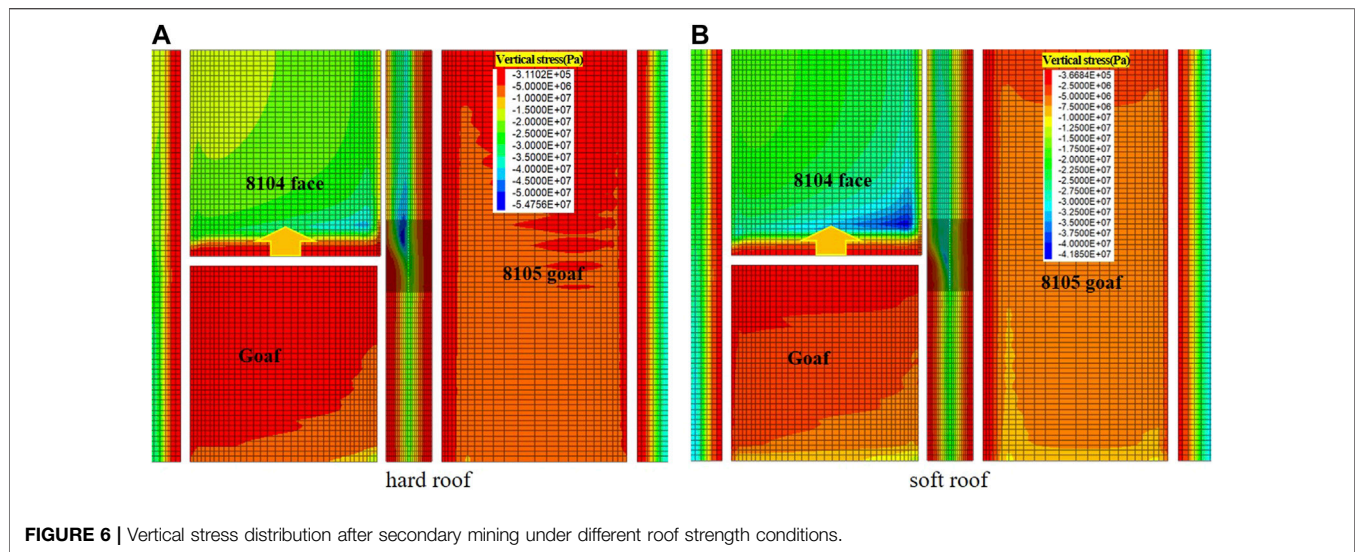 A
Vertical stress(Pa)
-3.1102E+05
-5.0000E+06
-1.0000E+07
-1.5000E+07
-2.0000E+07
-2.5000E+07
-3.0000E+07
-3.5000E+07
-4.0000E+07
-4.5000E+07
-5.0000E+07
-5.4756E+07
8104 face
8105 goaf
Goaf
hard roof
B
Vertical stress(Pa)
-3.6684E+05
-2.5000E+06
-5.0000E+06
-7.5000E+06
-1.0000E+07
-1.2500E+07
-1.5000E+07
-1.7500E+07
-2.0000E+07
-2.2500E+07
-2.5000E+07
-2.7500E+07
-3.0000E+07
-3.2500E+07
-3.5000E+07
-3.7500E+07
-4.0000E+07
-4.1850E+07
8104 face
8105 goaf
Goaf
soft roof
FIGURE 6 | Vertical stress distribution after secondary mining under different roof strength conditions.